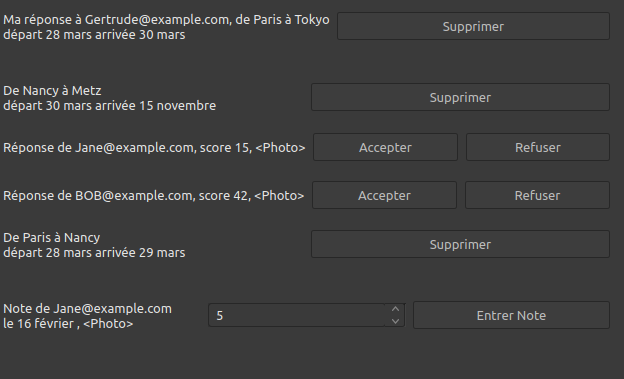 Ma réponse à Gertrude@example.com, de Paris à Tokyo
départ 28 mars arrivée 30 mars
Supprimer
De Nancy à Metz
départ 30 mars arrivée 15 novembre
Supprimer
Réponse de Jane@example.com, score 15, <Photo> Accepter Refuser
Réponse de BOB@example.com, score 42, <Photo> Accepter Refuser
De Paris à Nancy
départ 28 mars arrivée 29 mars
Supprimer
Note de Jane@example.com
le 16 février , <Photo>
5 Entrer Note